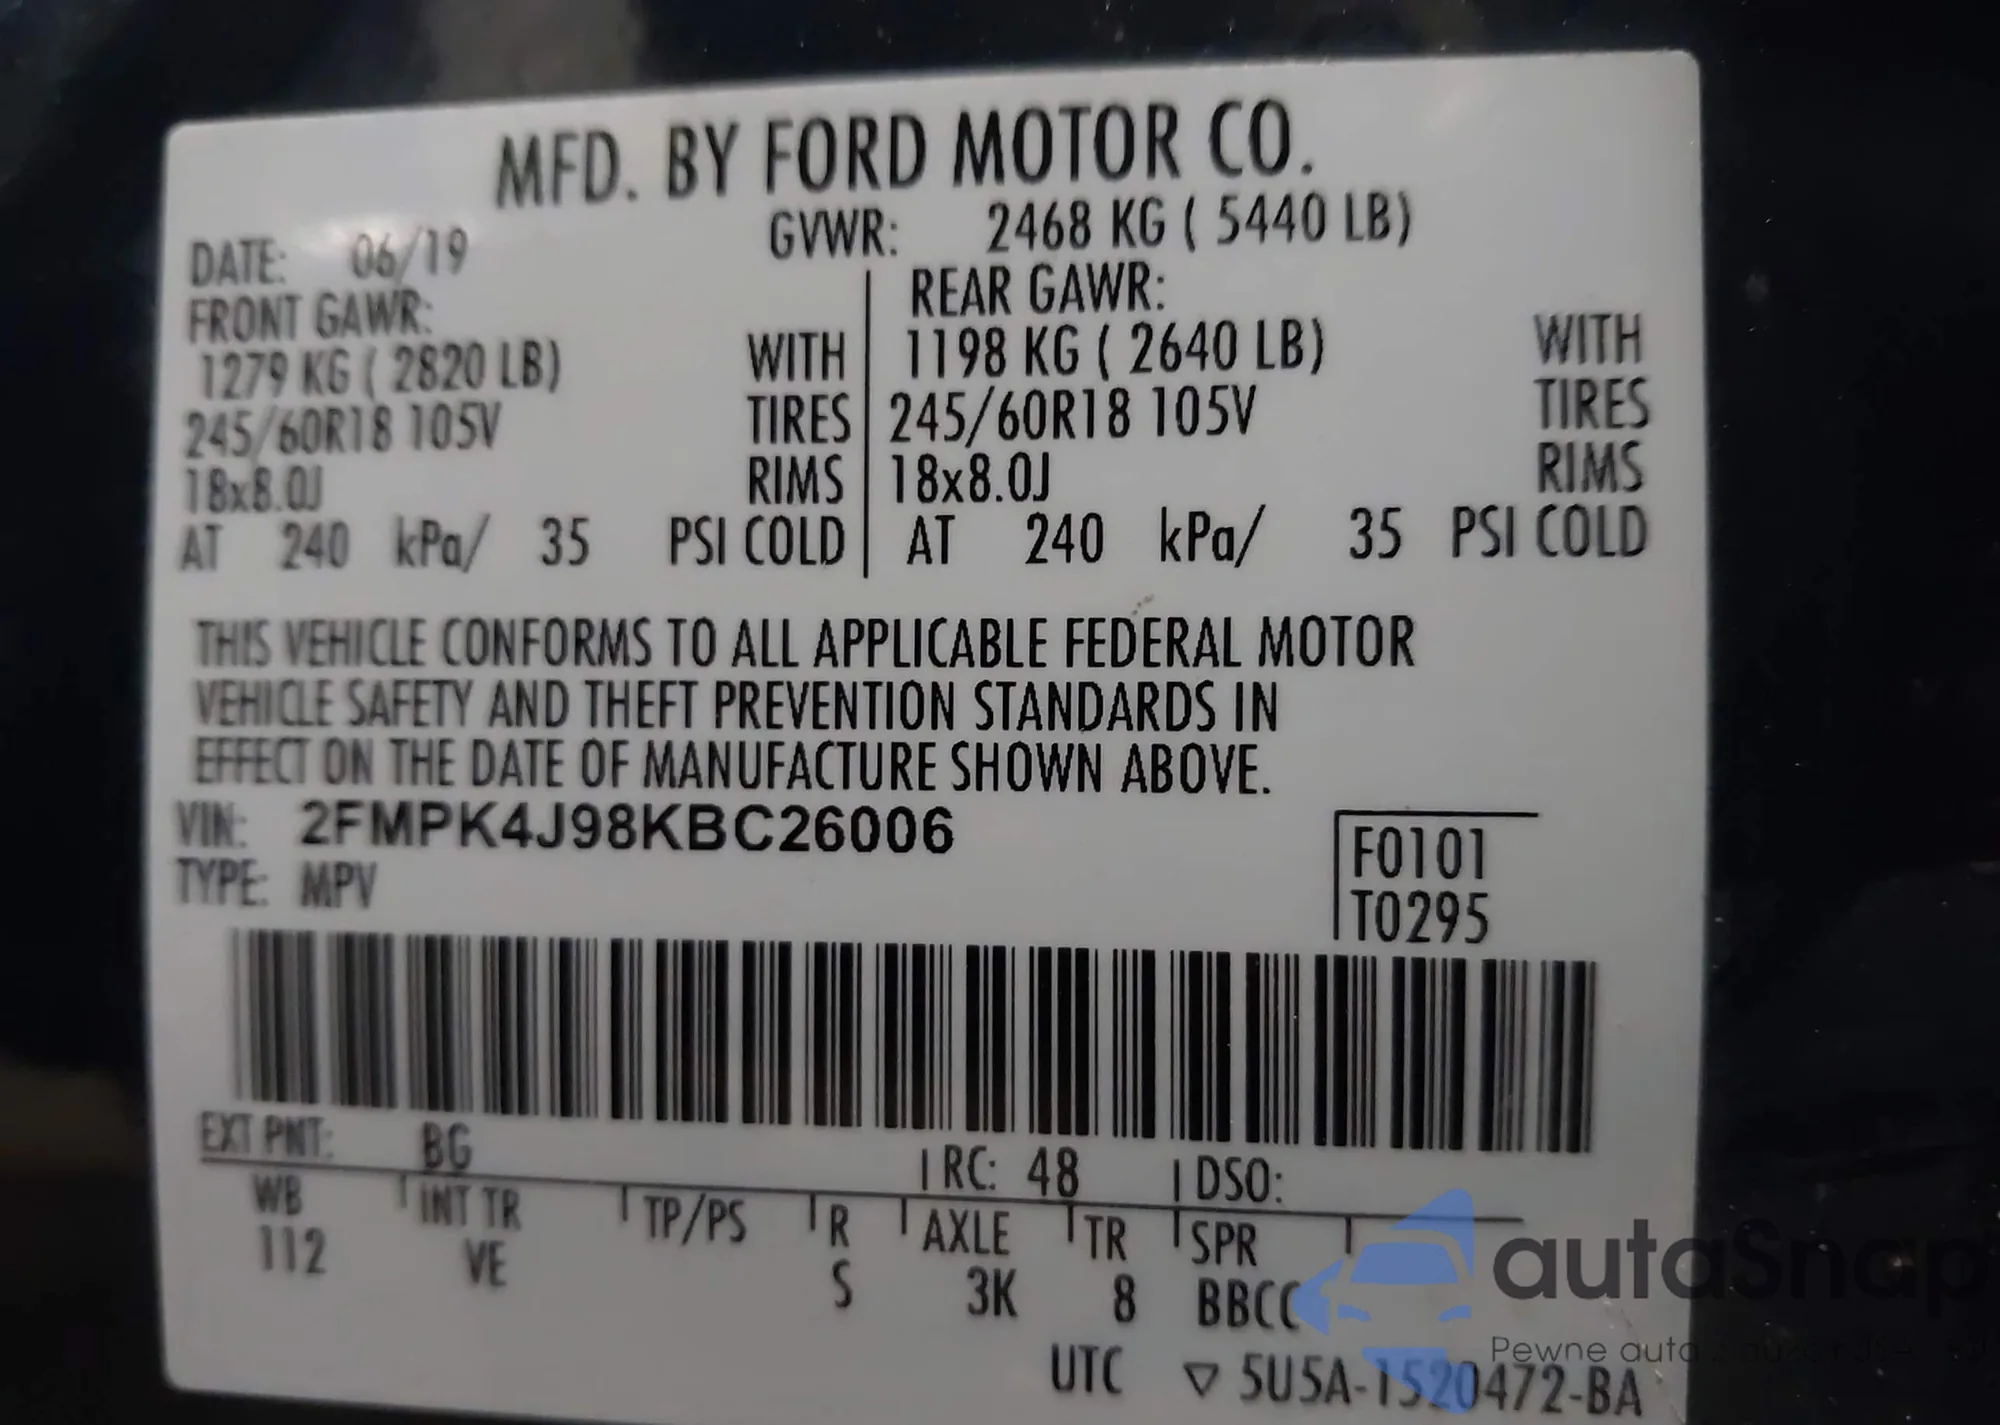 MFD. BY FORD MOTOR CO.
DATE: 06/19 GVWR: 2468 KG ( 5440 LB)
FRONT GAWR: REAR GAWR:
1279 KG ( 2820 LB) WITH 1198 KG ( 2640 LB) WITH
245/60R18 105V TIRES 245/60R18 105V TIRES
18x8.0J RIMS 18x8.0J RIMS
AT 240 kPa/ 35 PSI COLD AT 240 kPa/ 35 PSI COLD
THIS VEHICLE CONFORMS TO ALL APPLICABLE FEDERAL MOTOR
VEHICLE SAFETY AND THEFT PREVENTION STANDARDS IN
EFFECT ON THE DATE OF MANUFACTURE SHOWN ABOVE.
VIN: 2FMPK4J98KBC26006
TYPE: MPV
F0101
T0295
EXT PNT: BG RC: 48 DSO:
WB INT TR TP/PS R AXLE TR SPR
112 VE S 3K 8 BBCC
UTC ▽ 5U5A-1520472-BA
autaSnap
Pewne auta